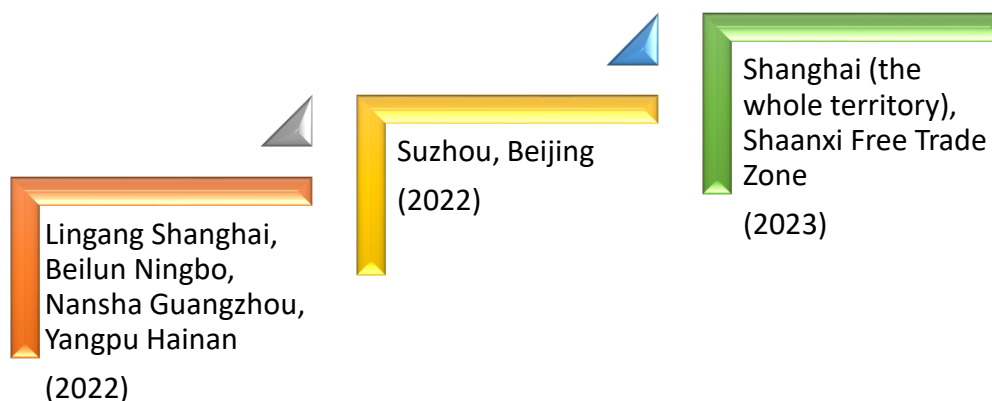 Lingang Shanghai,
Beilun Ningbo,
Nansha Guangzhou,
Yangpu Hainan
(2022)
Suzhou, Beijing
(2022)
Shanghai (the
whole territory),
Shaanxi Free Trade
Zone
(2023)